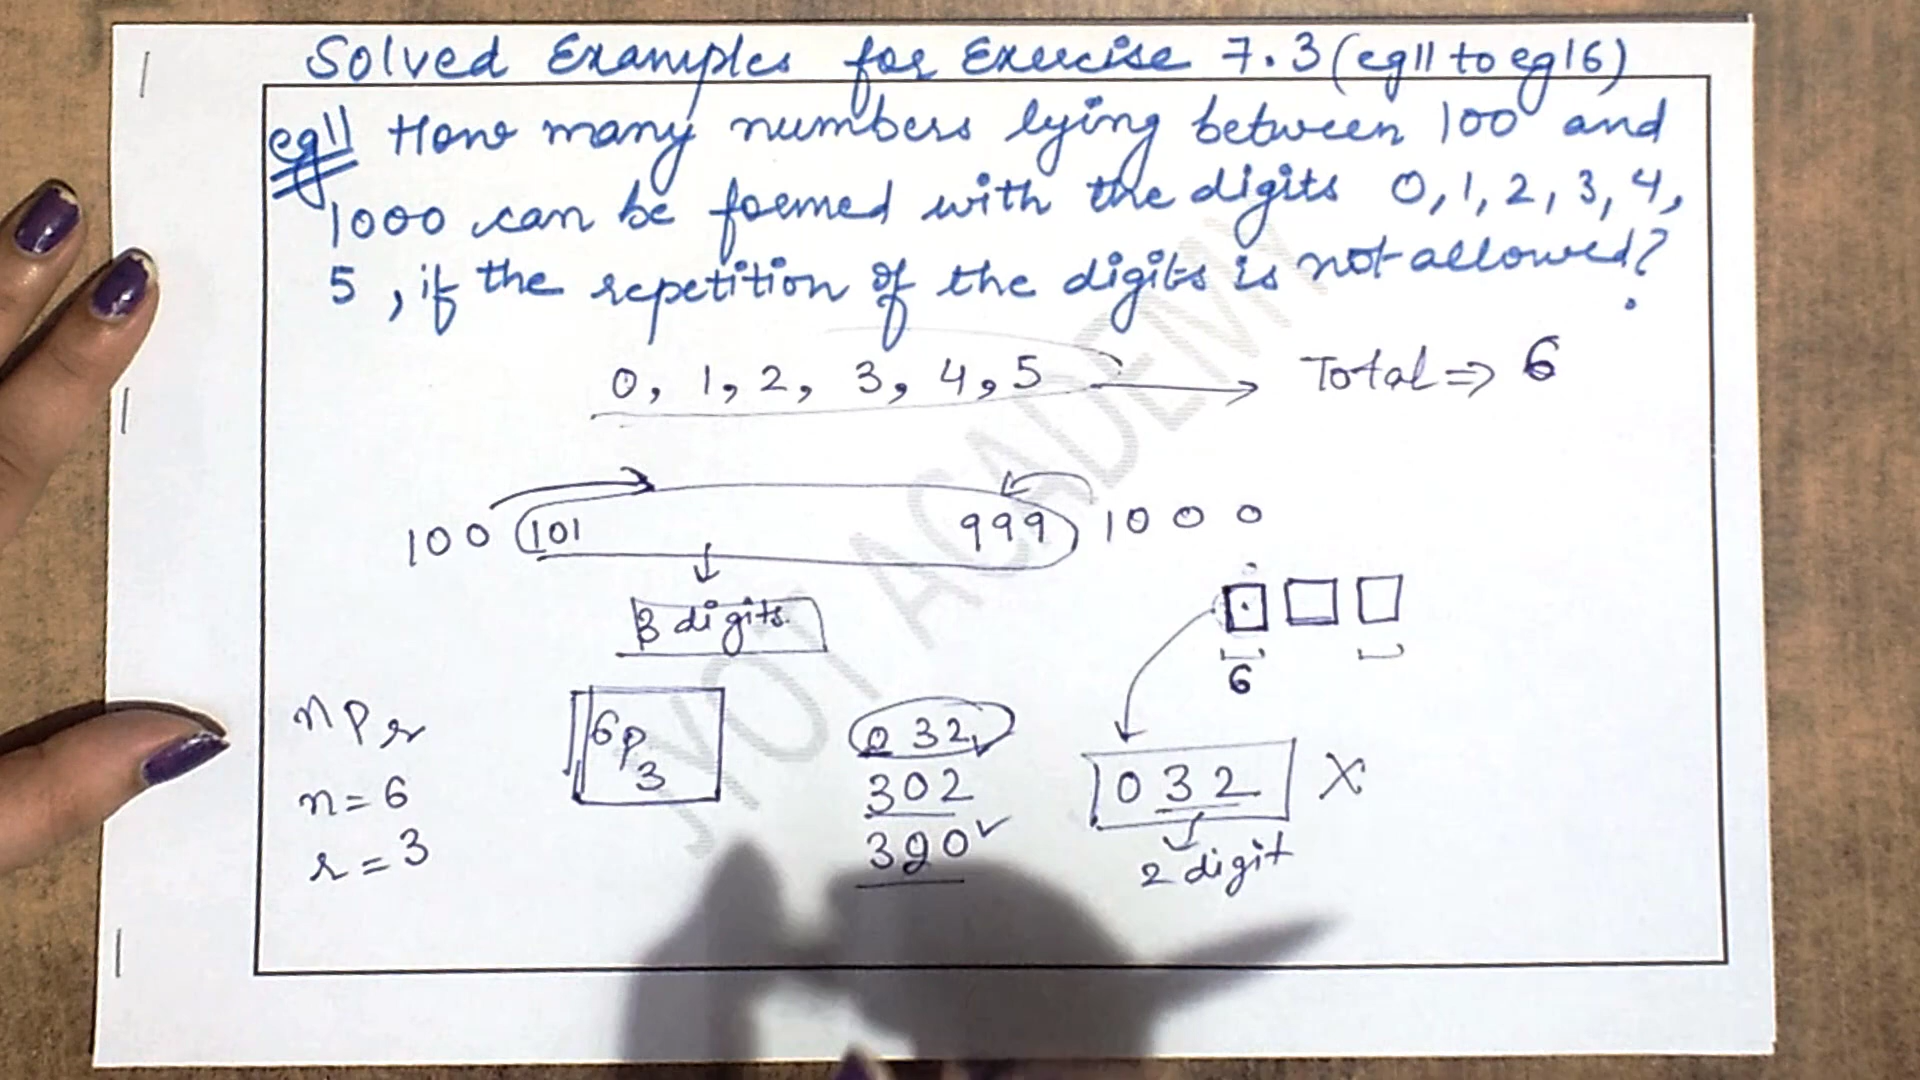 Solved Examples for Exercise 7.3 (eg11 to eg16)
eg11 How many numbers lying between 100 and
1000 can be formed with the digits 0, 1, 2, 3, 4,
5, if the repetition of the digits is not allowed?
0, 1, 2, 3, 4, 5 → Total ⇒ 6
100 101 999 1000
3 digits
6
nPr 6P3 032
n=6 302 032 X
r=3 320 ✓ 2 digit
JYOT ACADEMY